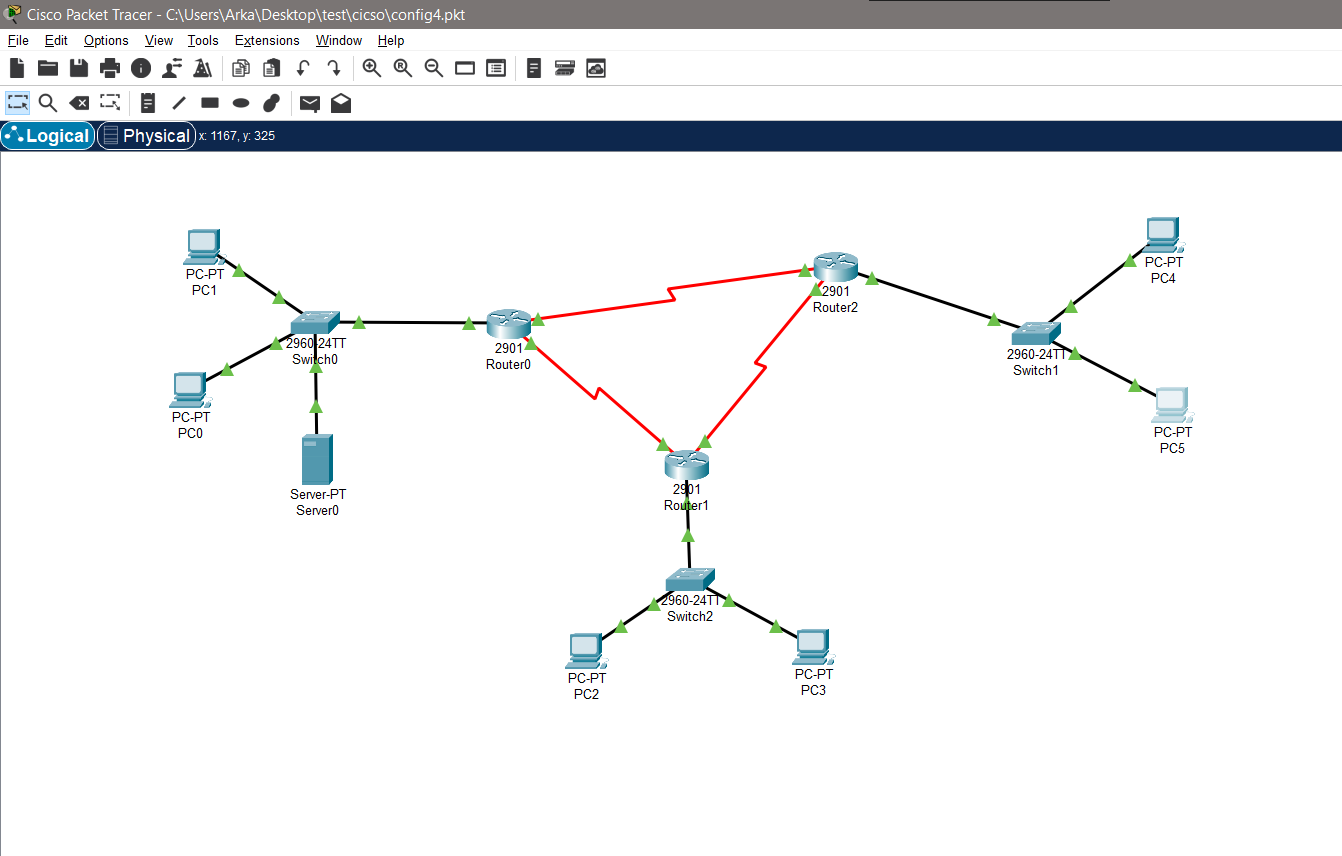 Cisco Packet Tracer - C:\Users\Arka\Desktop\test\cicso\config4.pkt
File Edit Options View Tools Extensions Window Help
Logical Physical x: 1167, y: 325
PC-PT
PC1
2960-24TT
Switch0
PC-PT
PC0
Server-PT
Server0
2901
Router0
2901
Router2
2901
Router1
2960-24TT
Switch1
PC-PT
PC4
PC-PT
PC5
2960-24TT
Switch2
PC-PT
PC2
PC-PT
PC3